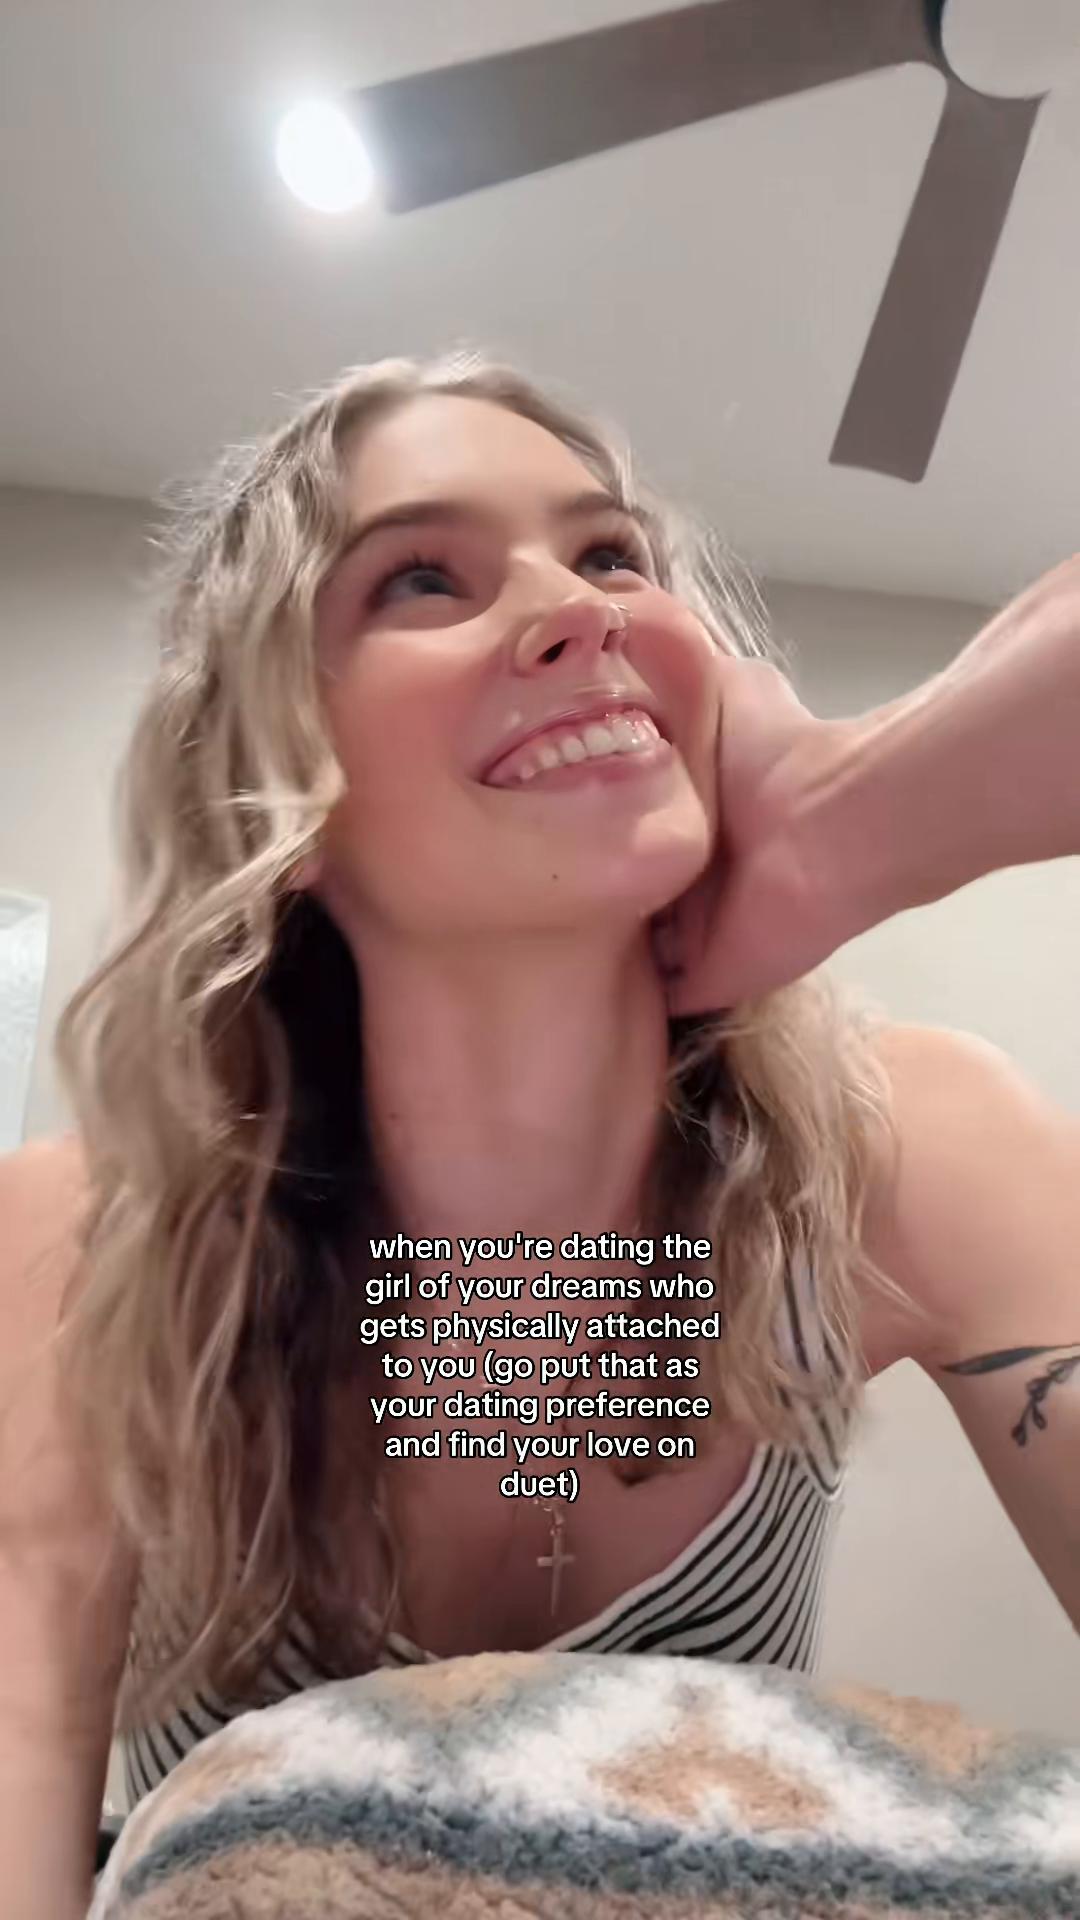 when you're dating the
girl of your dreams who
gets physically attached
to you (go put that as
your dating preference
and find your love on
duet)